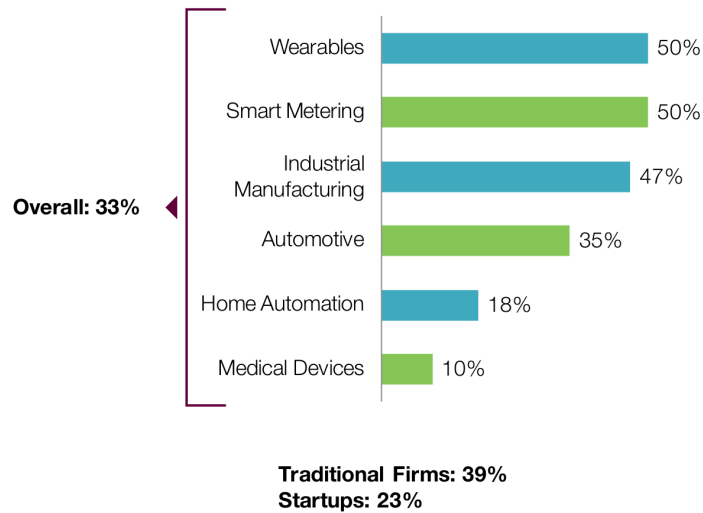 Wearables 50%
Smart Metering 50%
Industrial
Manufacturing 47%
Overall: 33%
Automotive 35%
Home Automation 18%
Medical Devices 10%
Traditional Firms: 39%
Startups: 23%